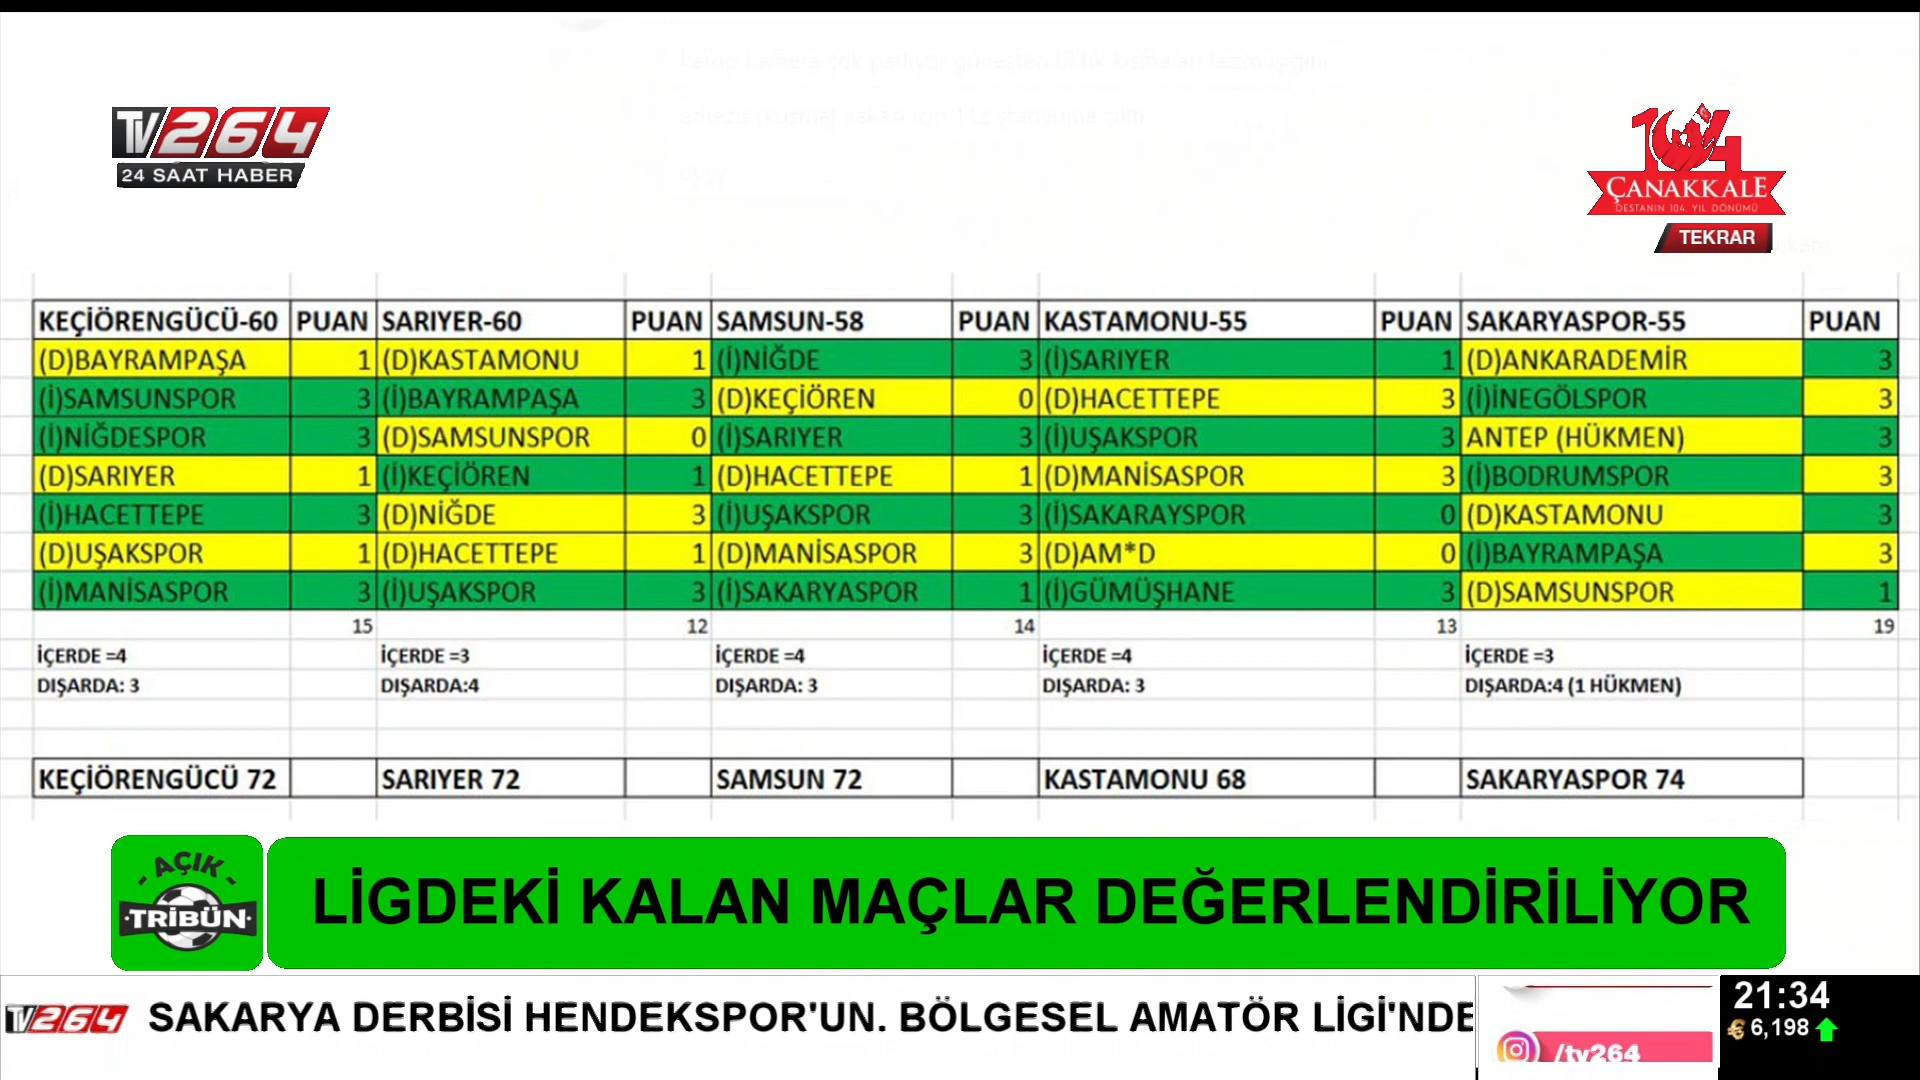 TV264
24 SAAT HABER
104
ÇANAKKALE
DESTANIN 104. YIL DÖNÜMÜ
TEKRAR
KEÇİÖRENGÜCÜ-60 PUAN SARIYER-60 PUAN SAMSUN-58 PUAN KASTAMONU-55 PUAN SAKARYASPOR-55 PUAN
(D)BAYRAMPAŞA 1 (D)KASTAMONU 1 (İ)NİĞDE 3 (İ)SARIYER 1 (D)ANKARADEMİR 3
(İ)SAMSUNSPOR 3 (İ)BAYRAMPAŞA 3 (D)KEÇİÖREN 0 (D)HACETTEPE 3 (İ)İNEGÖLSPOR 3
(İ)NİĞDESPOR 3 (D)SAMSUNSPOR 0 (İ)SARIYER 3 (İ)UŞAKSPOR 3 ANTEP (HÜKMEN) 3
(D)SARIYER 1 (İ)KEÇİÖREN 1 (D)HACETTEPE 1 (D)MANİSASPOR 3 (İ)BODRUMSPOR 3
(İ)HACETTEPE 3 (D)NİĞDE 3 (İ)UŞAKSPOR 3 (İ)SAKARAYSPOR 0 (D)KASTAMONU 3
(D)UŞAKSPOR 1 (D)HACETTEPE 1 (D)MANİSASPOR 3 (D)AM*D 0 (İ)BAYRAMPAŞA 3
(İ)MANİSASPOR 3 (İ)UŞAKSPOR 3 (İ)SAKARYASPOR 1 (İ)GÜMÜŞHANE 3 (D)SAMSUNSPOR 1
15 12 14 13 19
İÇERDE =4 İÇERDE =3 İÇERDE =4 İÇERDE =4 İÇERDE =3
DIŞARDA: 3 DIŞARDA:4 DIŞARDA: 3 DIŞARDA: 3 DIŞARDA:4 (1 HÜKMEN)
KEÇİÖRENGÜCÜ 72 SARIYER 72 SAMSUN 72 KASTAMONU 68 SAKARYASPOR 74
AÇIK
TRİBÜN
LİGDEKİ KALAN MAÇLAR DEĞERLENDİRİLİYOR
TV264 SAKARYA DERBİSİ HENDEKSPOR'UN. BÖLGESEL AMATÖR LİGİ'NDE
/tv264
21:34
€ 6,198